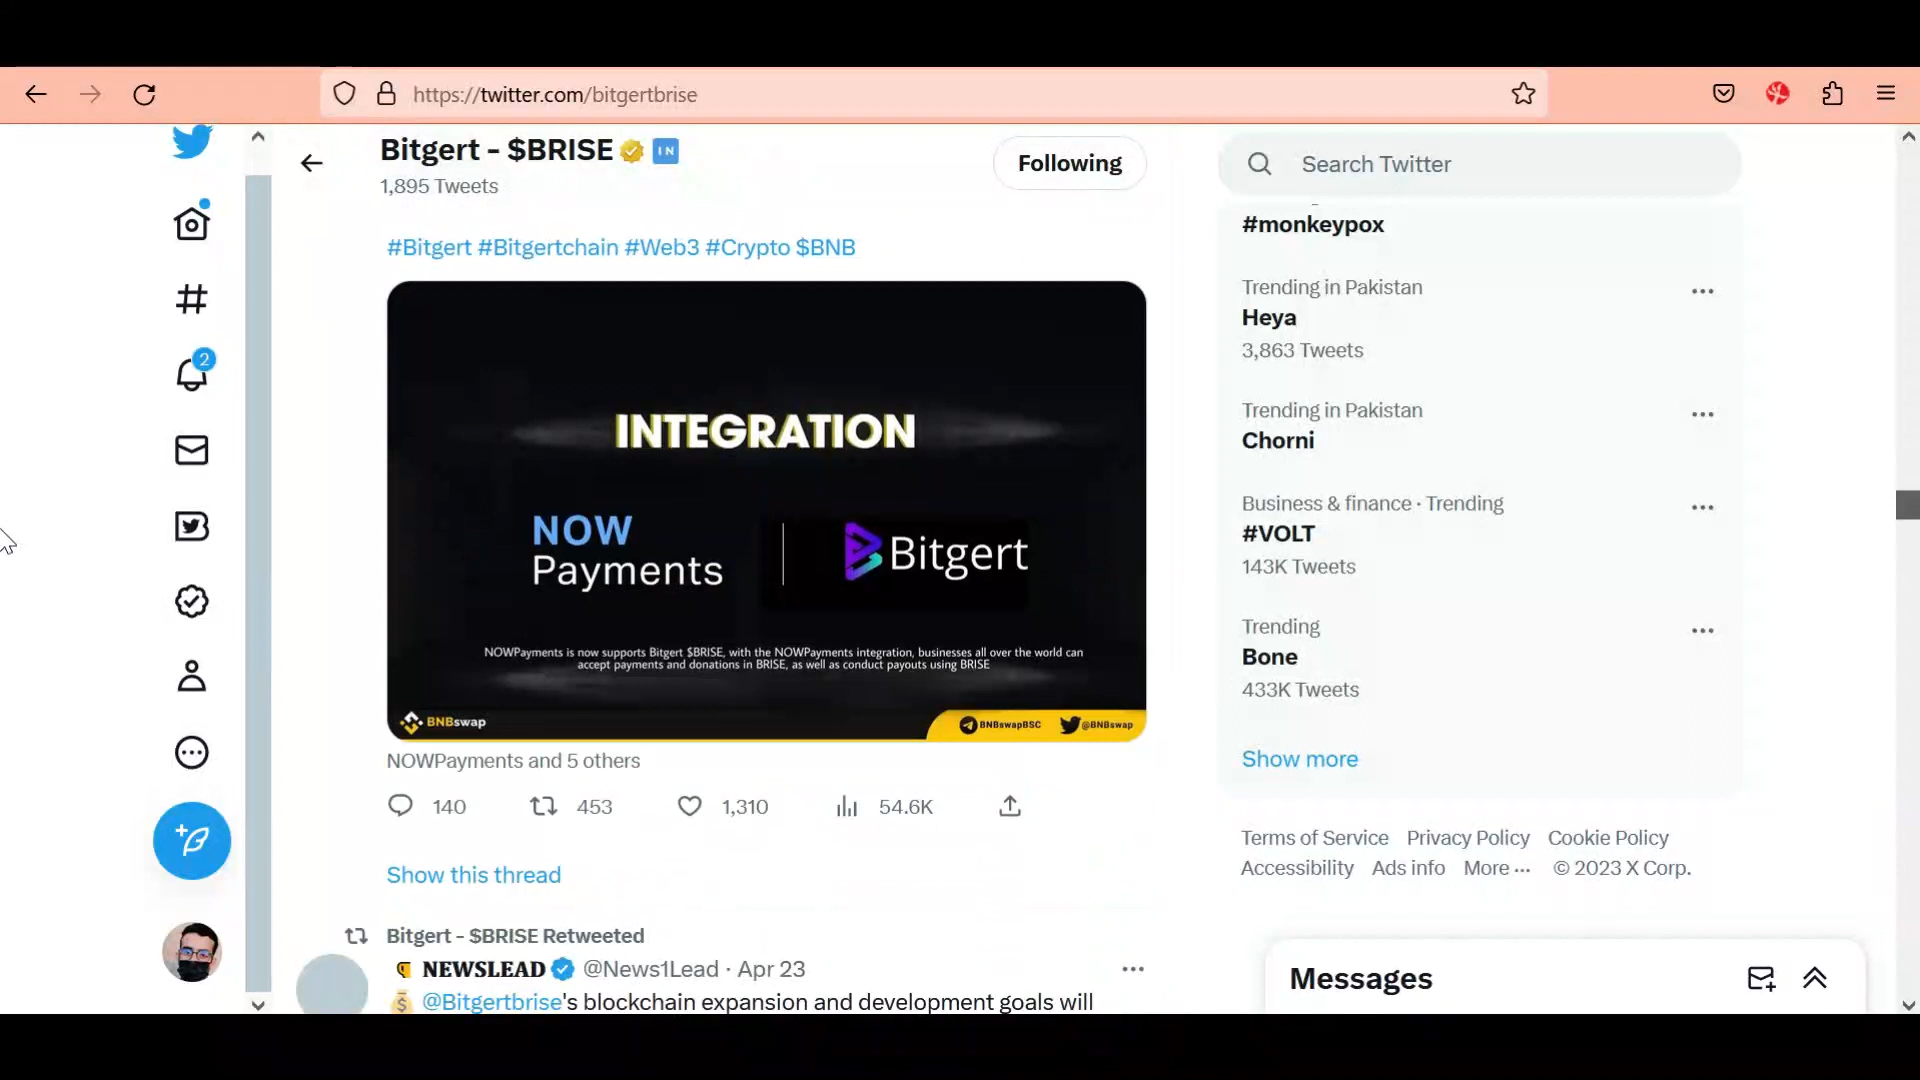 https://twitter.com/bitgertbrise
Bitgert - $BRISE IN
1,895 Tweets
Following
Search Twitter
2
#Bitgert #Bitgertchain #Web3 #Crypto $BNB
INTEGRATION
NOW
Payments
Bitgert
NOWPayments is now supports Bitgert $BRISE, with the NOWPayments integration, businesses all over the world can
accept payments and donations in BRISE, as well as conduct payouts using BRISE
BNBswap
BNBswapBSC @BNBswap
NOWPayments and 5 others
140 453 1,310 54.6K
Show this thread
Bitgert - $BRISE Retweeted
NEWSLEAD @News1Lead · Apr 23
@Bitgertbrise's blockchain expansion and development goals will
#monkeypox
Trending in Pakistan
Heya
3,863 Tweets
Trending in Pakistan
Chorni
Business & finance · Trending
#VOLT
143K Tweets
Trending
Bone
433K Tweets
Show more
Terms of Service Privacy Policy Cookie Policy
Accessibility Ads info More ··· © 2023 X Corp.
Messages